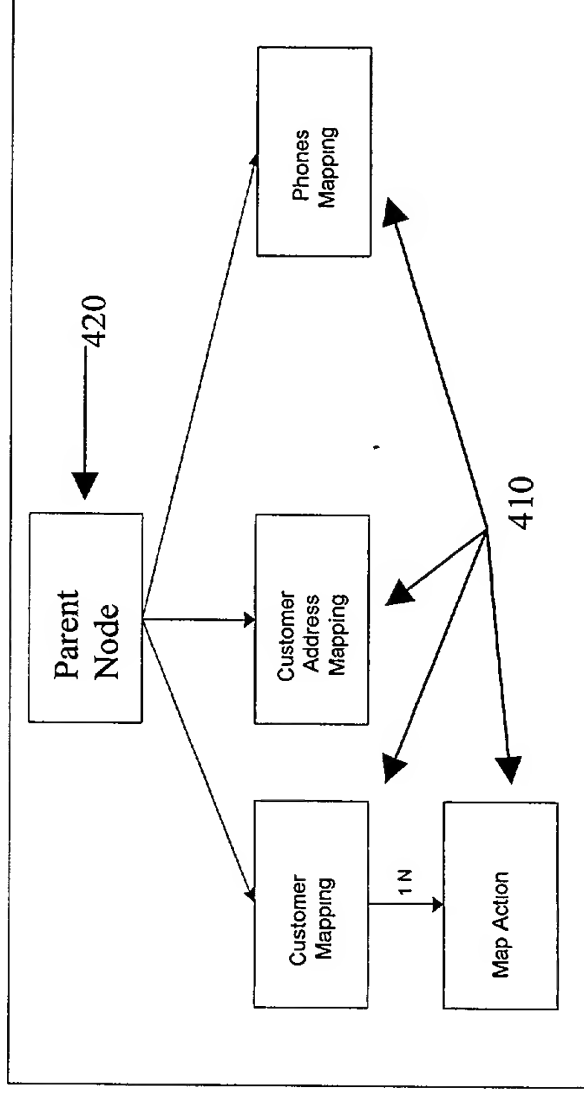 Parent
Node
420
Customer
Mapping
Customer
Address
Mapping
Phones
Mapping
1 N
Map Action
410